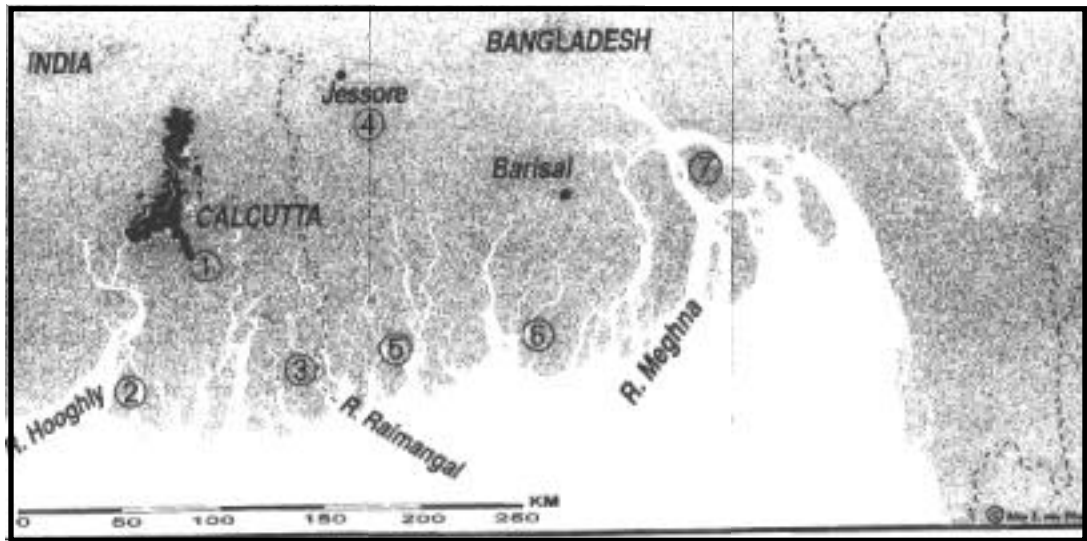 BANGLADESH
INDIA
Jessore
④
Barisal
⑦
CALCUTTA
①
⑥
⑤
③
②
R. Hooghly
R. Raimangal
R. Meghna
KM
0 50 100 150 200 250
©